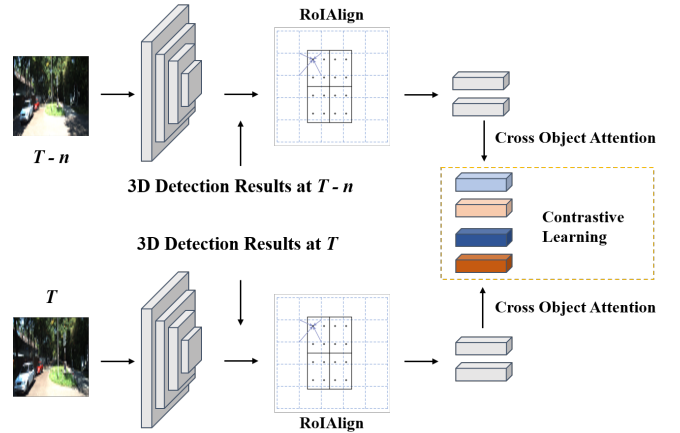 RoIAlign
T - n
Cross Object Attention
3D Detection Results at T - n
Contrastive
Learning
3D Detection Results at T
T
Cross Object Attention
RoIAlign